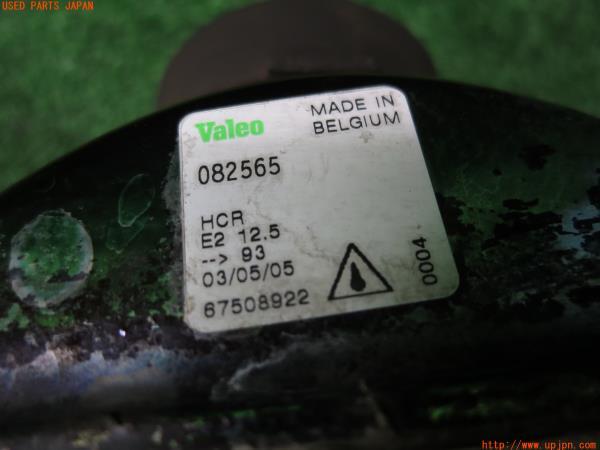 USED PARTS JAPAN
Valeo
MADE IN
BELGIUM
082565
HCR
E2 12.5
--> 93
03/05/05
67508922
0004
© www.upjpn.com